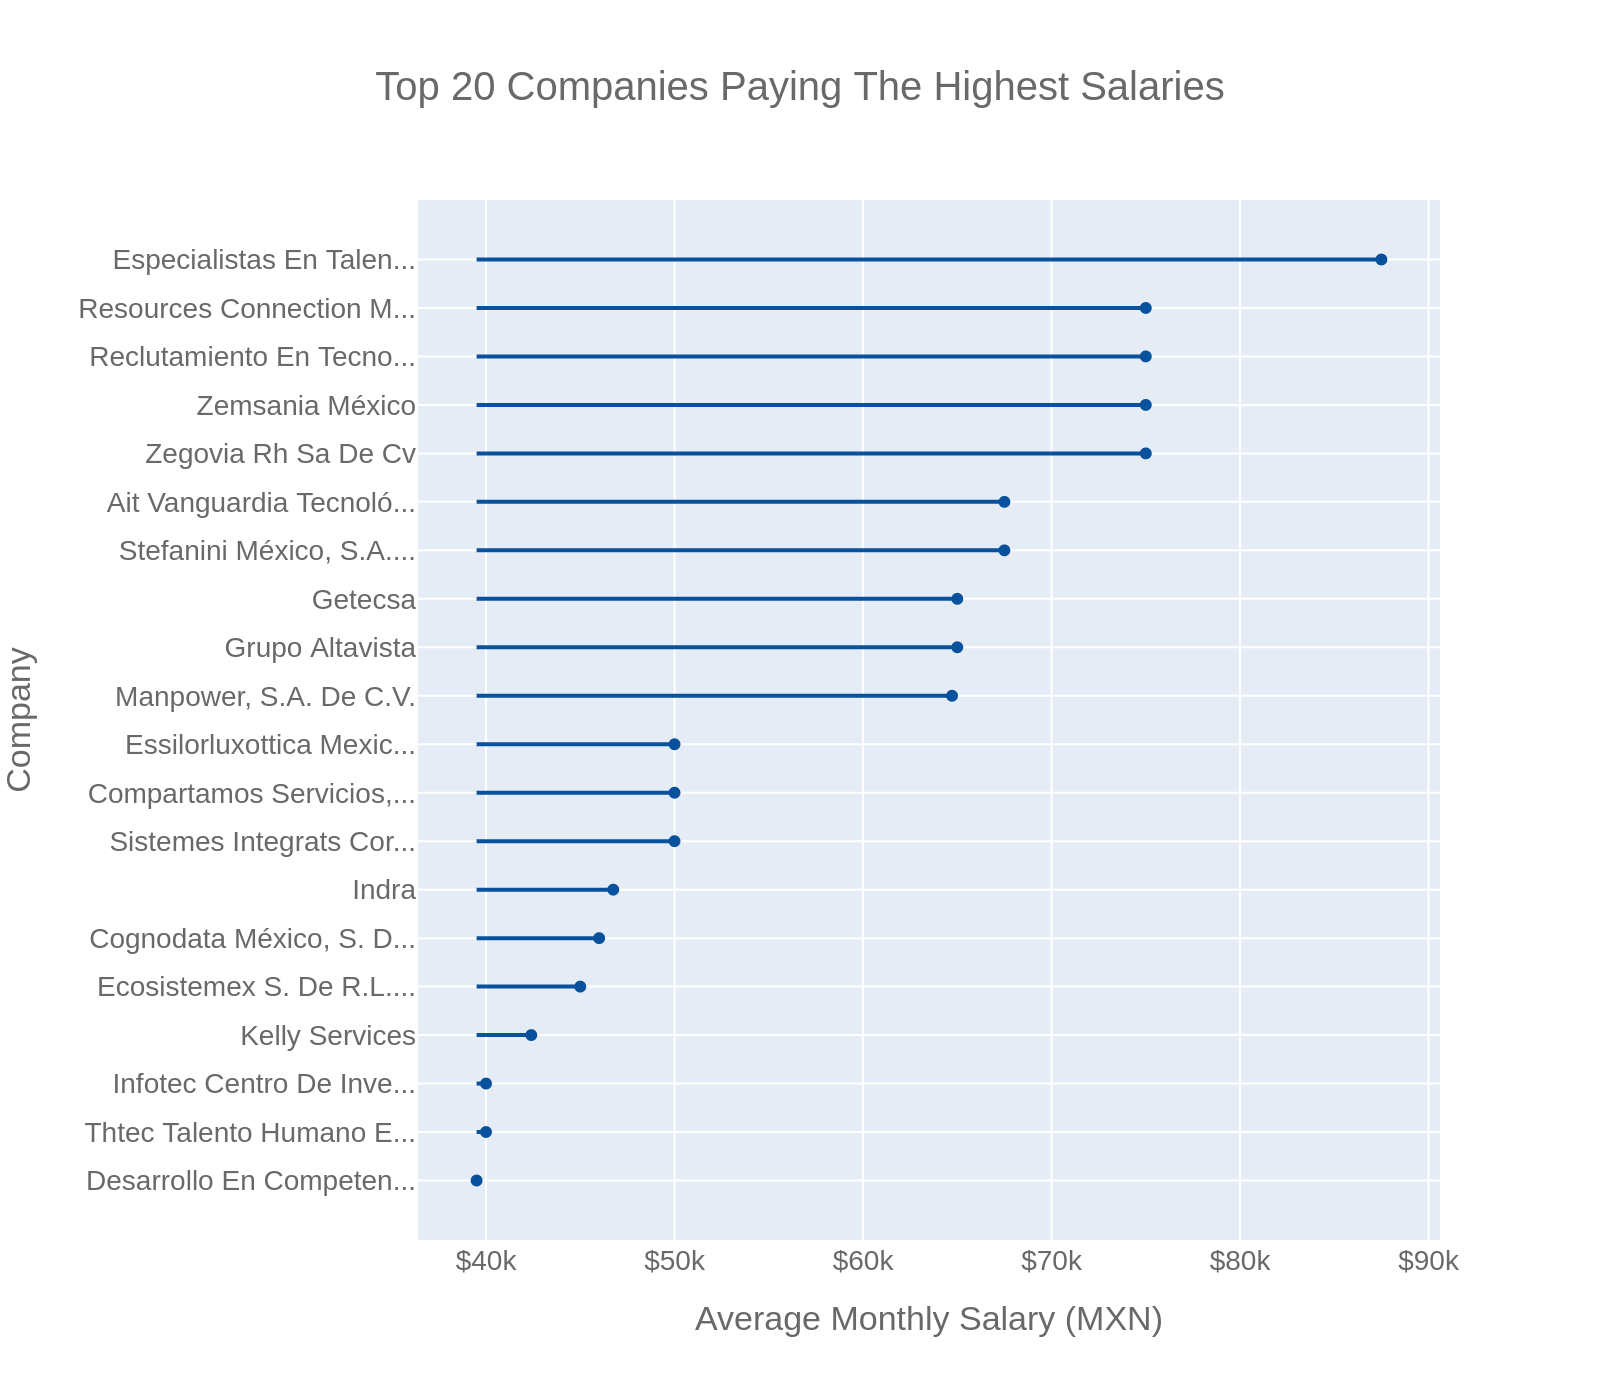 Top 20 Companies Paying The Highest Salaries
Company
Especialistas En Talen...
Resources Connection M...
Reclutamiento En Tecno...
Zemsania México
Zegovia Rh Sa De Cv
Ait Vanguardia Tecnoló...
Stefanini México, S.A....
Getecsa
Grupo Altavista
Manpower, S.A. De C.V.
Essilorluxottica Mexic...
Compartamos Servicios,...
Sistemes Integrats Cor...
Indra
Cognodata México, S. D...
Ecosistemex S. De R.L....
Kelly Services
Infotec Centro De Inve...
Thtec Talento Humano E...
Desarrollo En Competen...
$40k $50k $60k $70k $80k $90k
Average Monthly Salary (MXN)